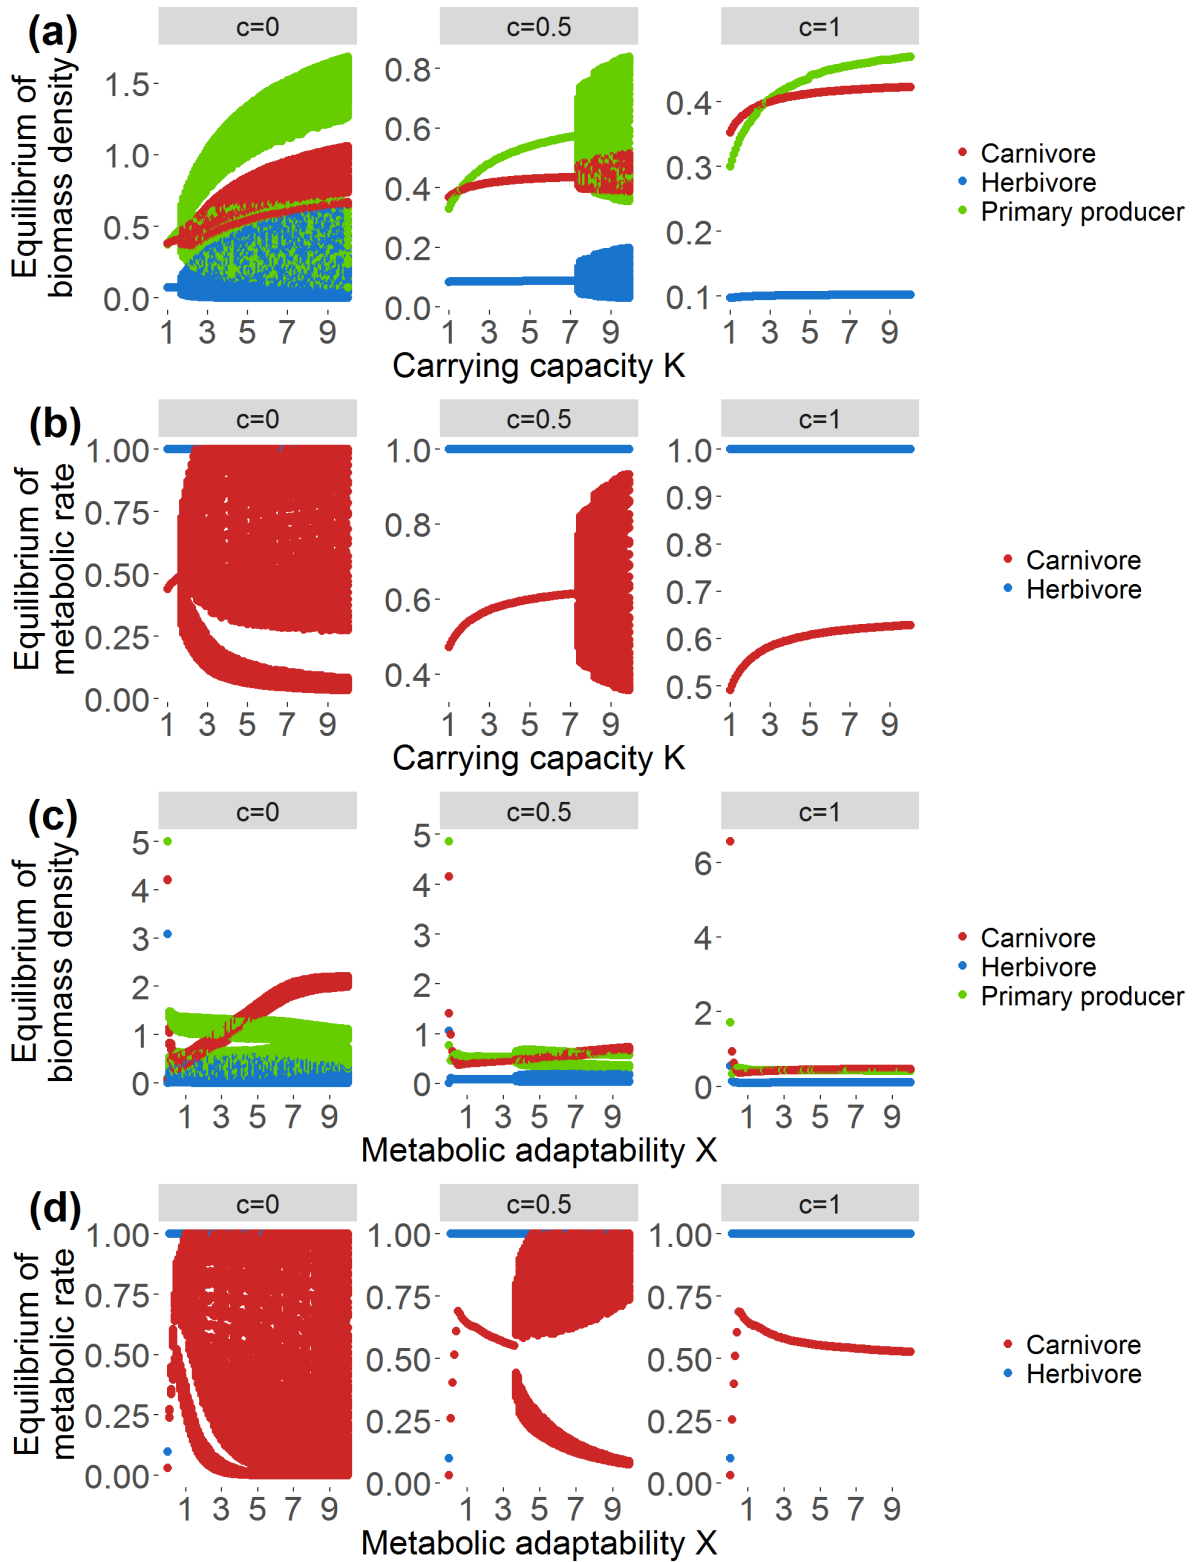 (a)
c=0
c=0.5
c=1
Equilibrium of
biomass density
1.5
1.0
0.5
0.0
0.8
0.6
0.4
0.2
0.0
0.4
0.3
0.2
0.1
1 3 5 7 9
1 3 5 7 9
1 3 5 7 9
Carrying capacity K
Carnivore
Herbivore
Primary producer
(b)
c=0
c=0.5
c=1
Equilibrium of
metabolic rate
1.00
0.75
0.50
0.25
0.00
1.0
0.8
0.6
0.4
1.0
0.9
0.8
0.7
0.6
0.5
1 3 5 7 9
1 3 5 7 9
1 3 5 7 9
Carrying capacity K
Carnivore
Herbivore
(c)
c=0
c=0.5
c=1
Equilibrium of
biomass density
5
4
3
2
1
0
5
4
3
2
1
0
6
4
2
0
1 3 5 7 9
1 3 5 7 9
1 3 5 7 9
Metabolic adaptability X
Carnivore
Herbivore
Primary producer
(d)
c=0
c=0.5
c=1
Equilibrium of
metabolic rate
1.00
0.75
0.50
0.25
0.00
1.00
0.75
0.50
0.25
0.00
1.00
0.75
0.50
0.25
0.00
1 3 5 7 9
1 3 5 7 9
1 3 5 7 9
Metabolic adaptability X
Carnivore
Herbivore